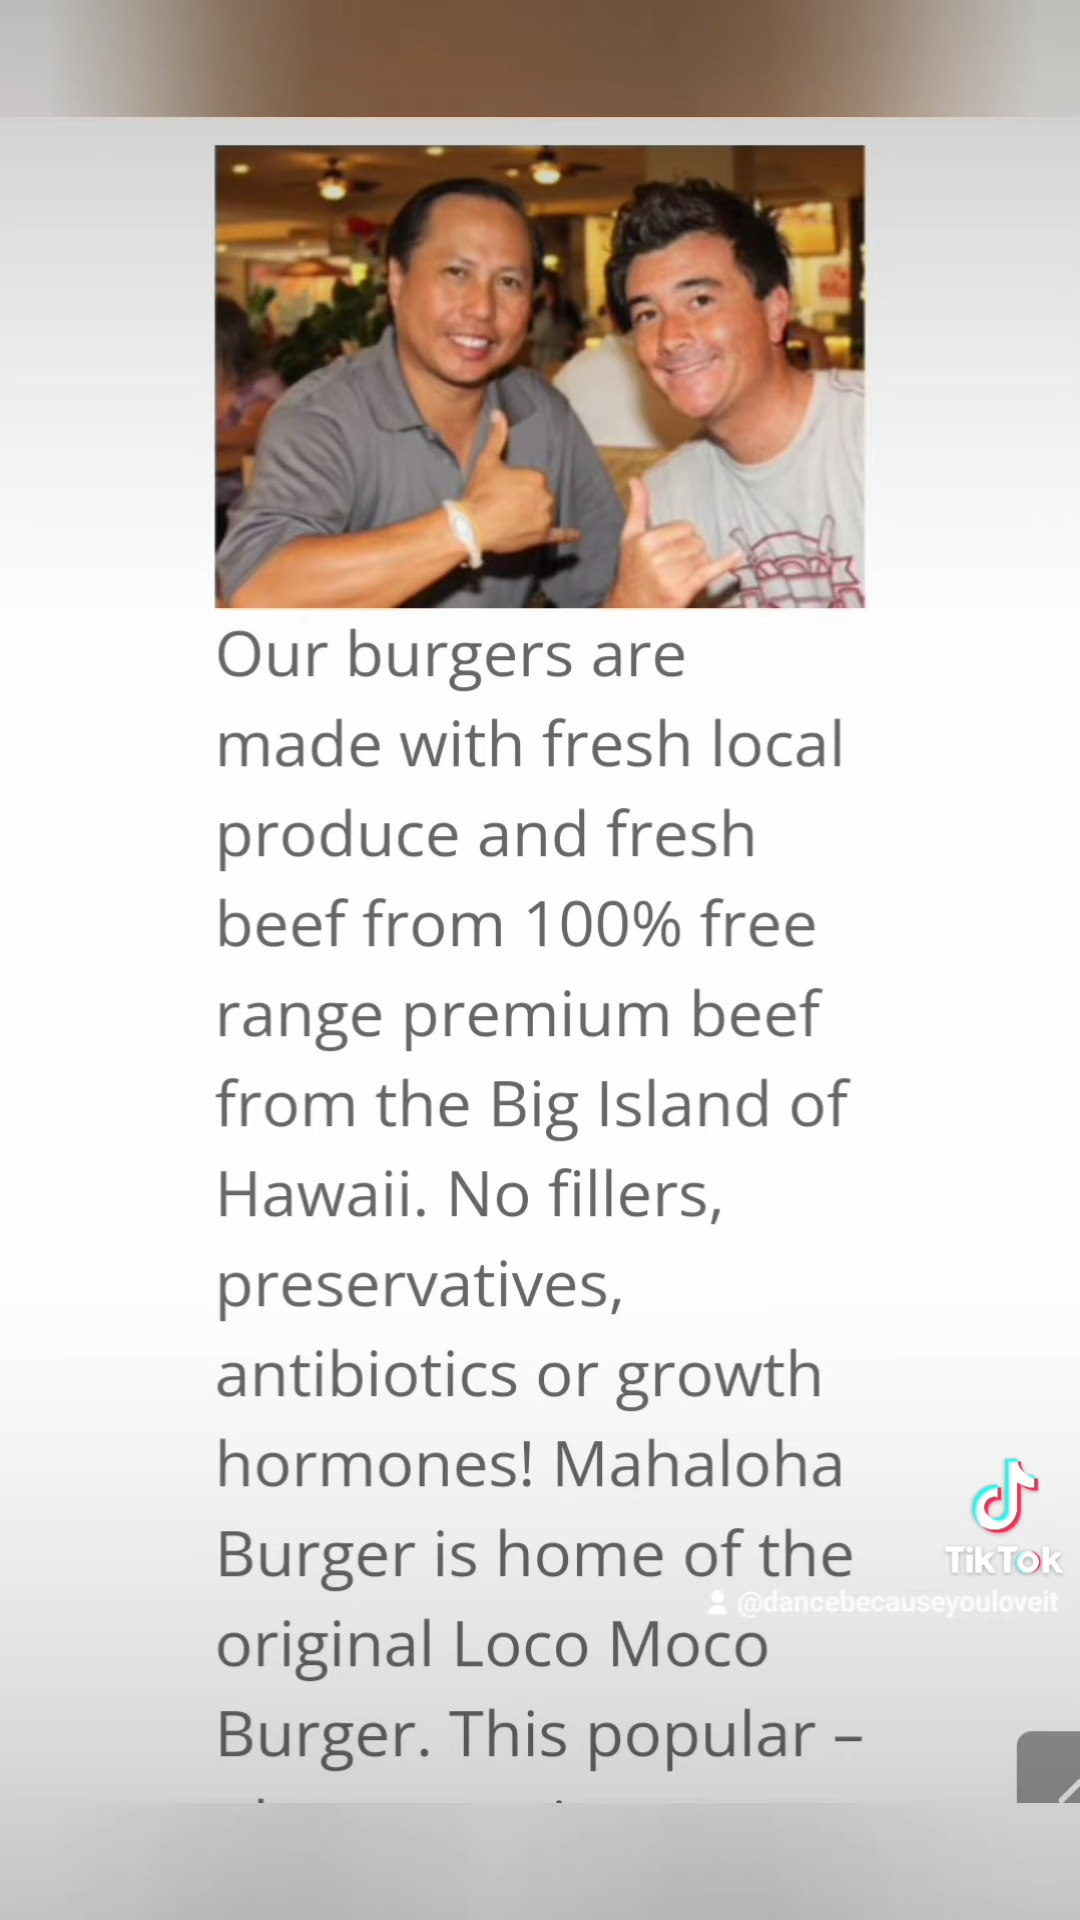 Our burgers are
made with fresh local
produce and fresh
beef from 100% free
range premium beef
from the Big Island of
Hawaii. No fillers,
preservatives,
antibiotics or growth
hormones! Mahaloha
Burger is home of the
original Loco Moco
Burger. This popular –
TikTok
@dancebecauseyouloveit